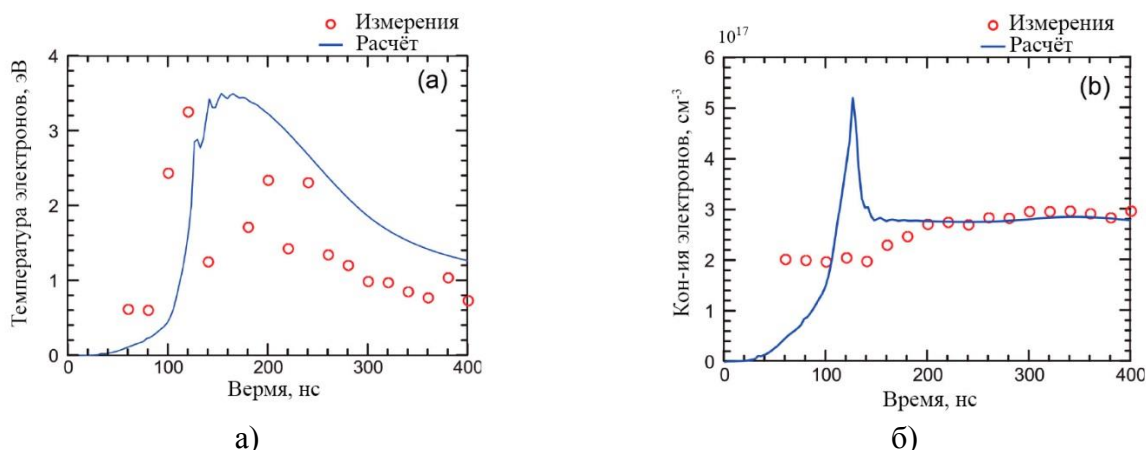 Измерения
Расчёт
Температура электронов, эВ
4
3
2
1
0
(a)
0 100 200 300 400
Вермя, нс
а)
Измерения
Расчёт
10¹⁷
Кон-ия электронов, см⁻³
6
5
4
3
2
1
0
(b)
0 100 200 300 400
Время, нс
б)